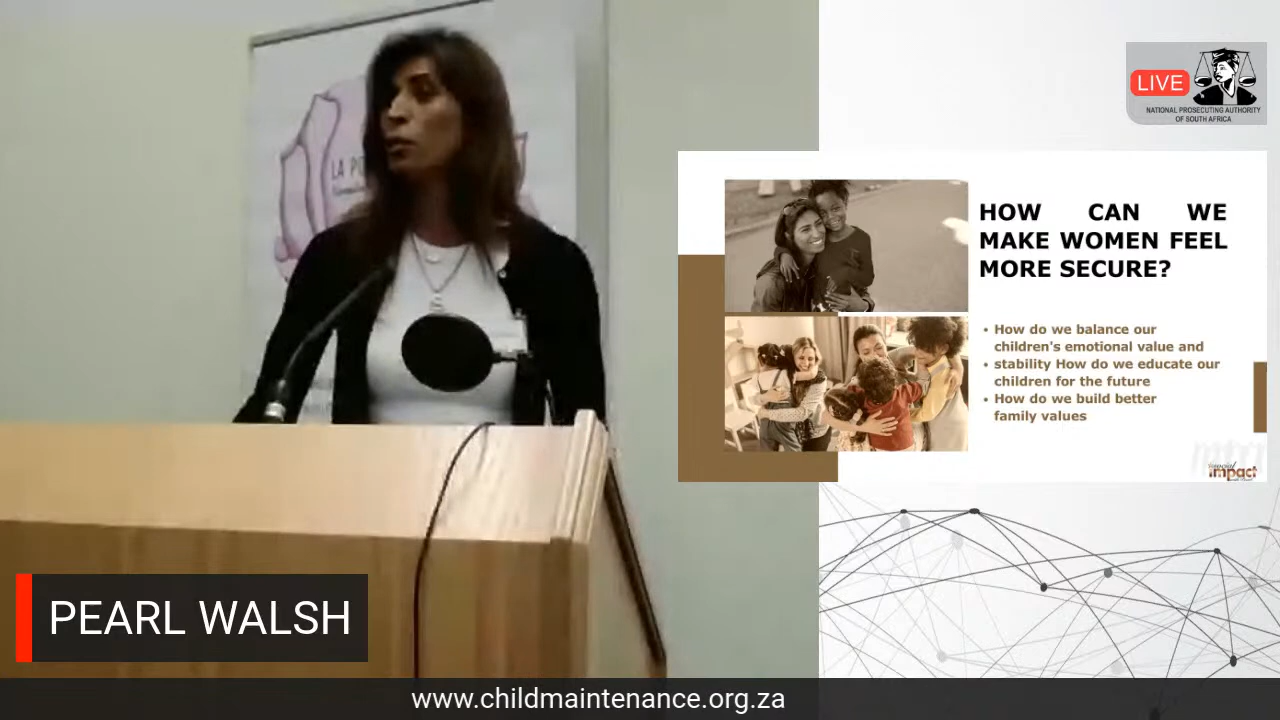 LIVE
NATIONAL PROSECUTING AUTHORITY
OF SOUTH AFRICA
LA
HOW CAN WE
MAKE WOMEN FEEL
MORE SECURE?
• How do we balance our
children's emotional value and
• stability How do we educate our
children for the future
• How do we build better
family values
impact
PEARL WALSH
www.childmaintenance.org.za